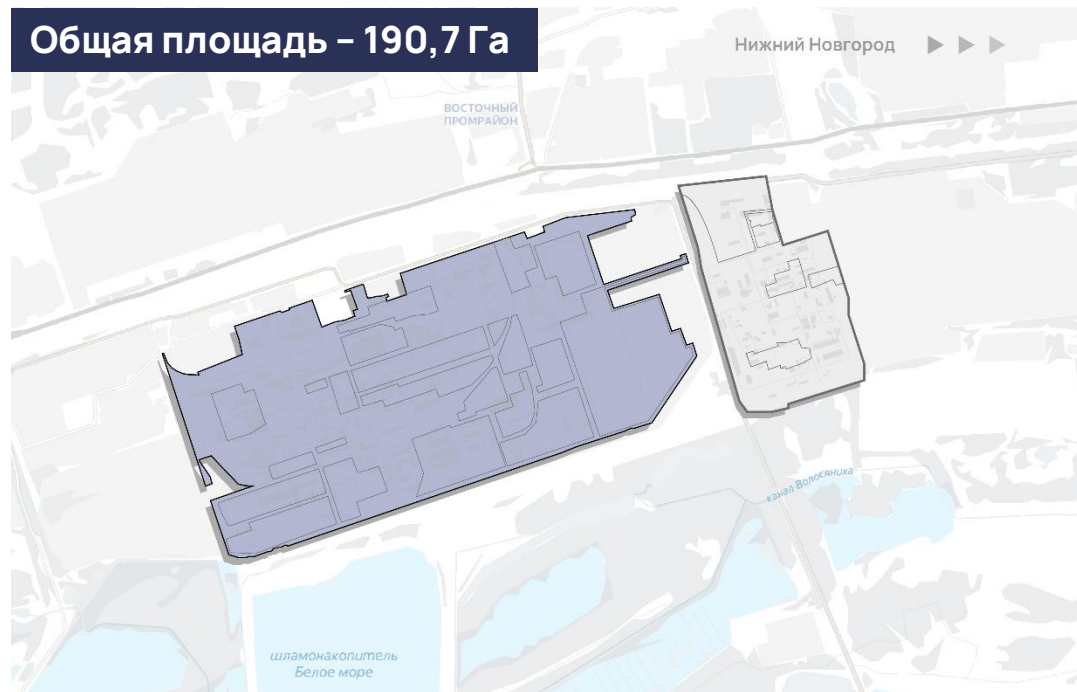 Общая площадь – 190,7 Га
Нижний Новгород
ВОСТОЧНЫЙ
ПРОМРАЙОН
канал Волосяниха
шламонакопитель
Белое море